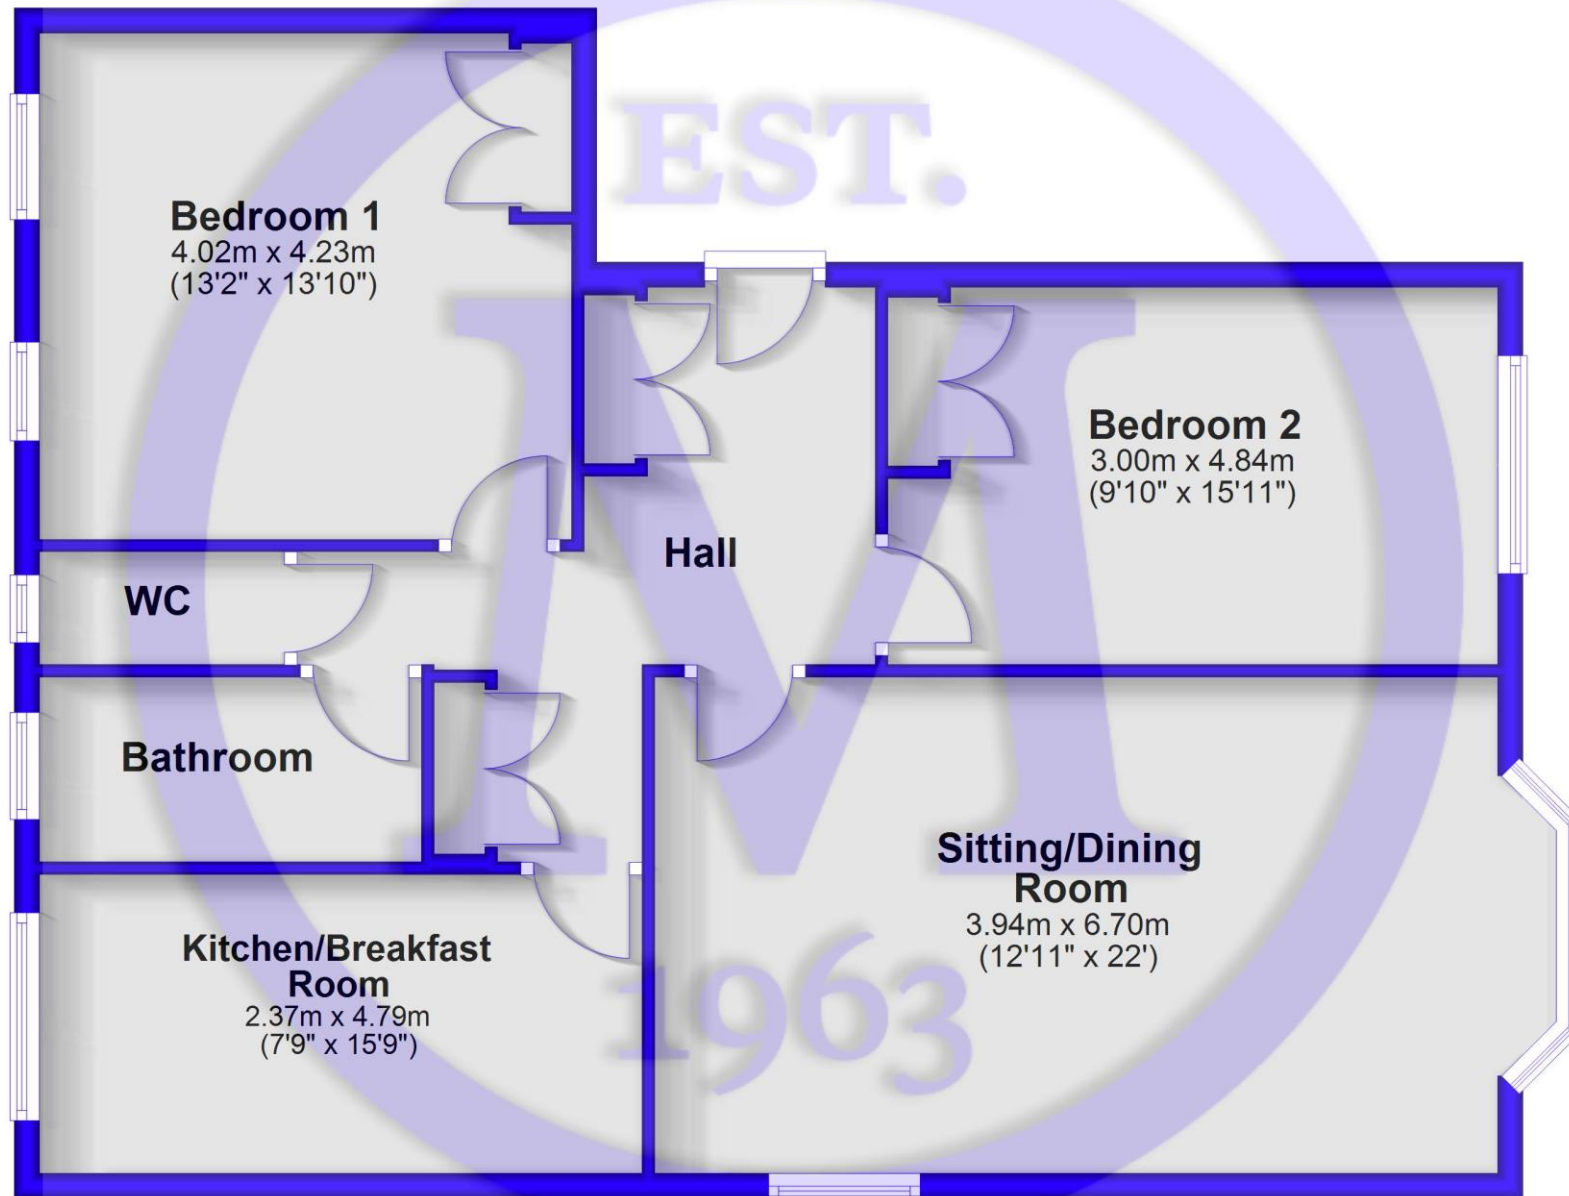 EST.
Bedroom 1
4.02m x 4.23m
(13'2" x 13'10")
Bedroom 2
3.00m x 4.84m
(9'10" x 15'11")
Hall
WC
Bathroom
Sitting/Dining
Room
3.94m x 6.70m
(12'11" x 22')
Kitchen/Breakfast
Room
2.37m x 4.79m
(7'9" x 15'9")
M
1963